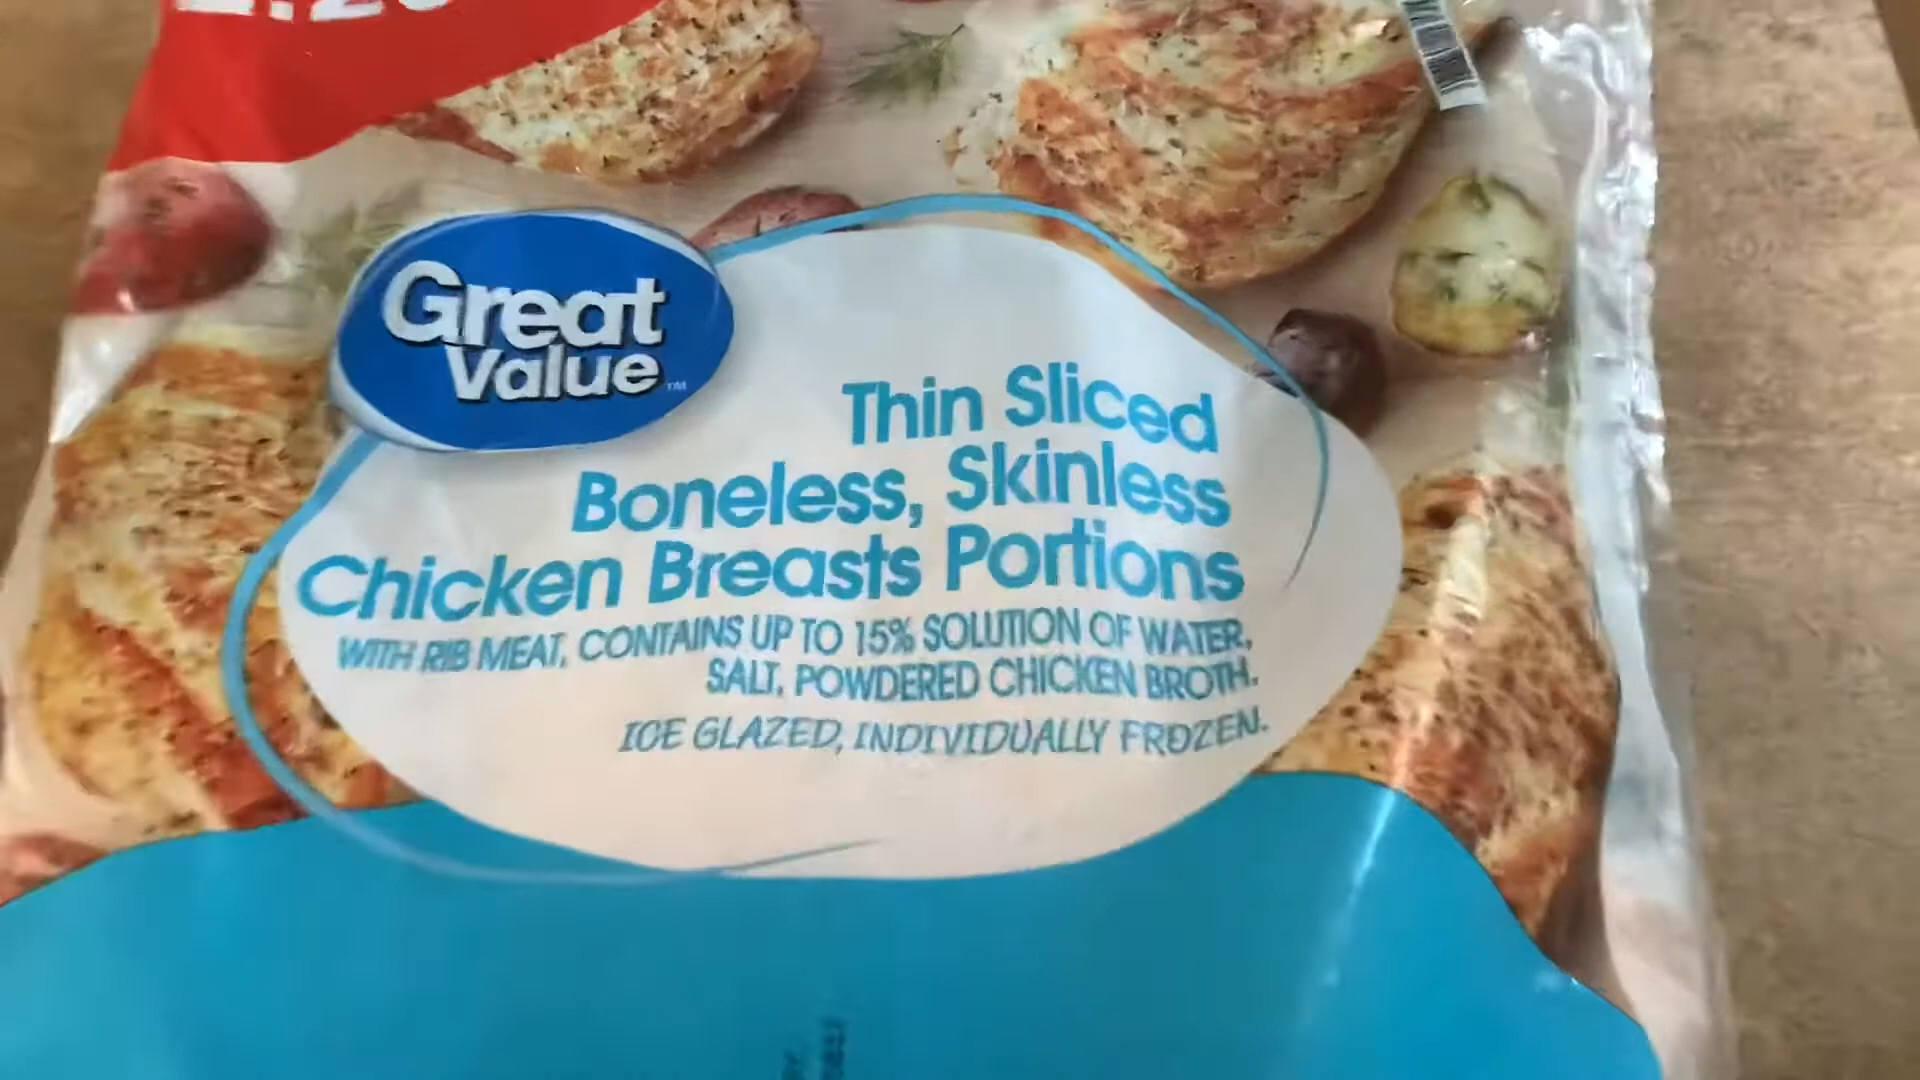 Great
Value
TM
Thin Sliced
Boneless, Skinless
Chicken Breasts Portions
WITH RIB MEAT, CONTAINS UP TO 15% SOLUTION OF WATER,
SALT, POWDERED CHICKEN BROTH.
ICE GLAZED, INDIVIDUALLY FROZEN.